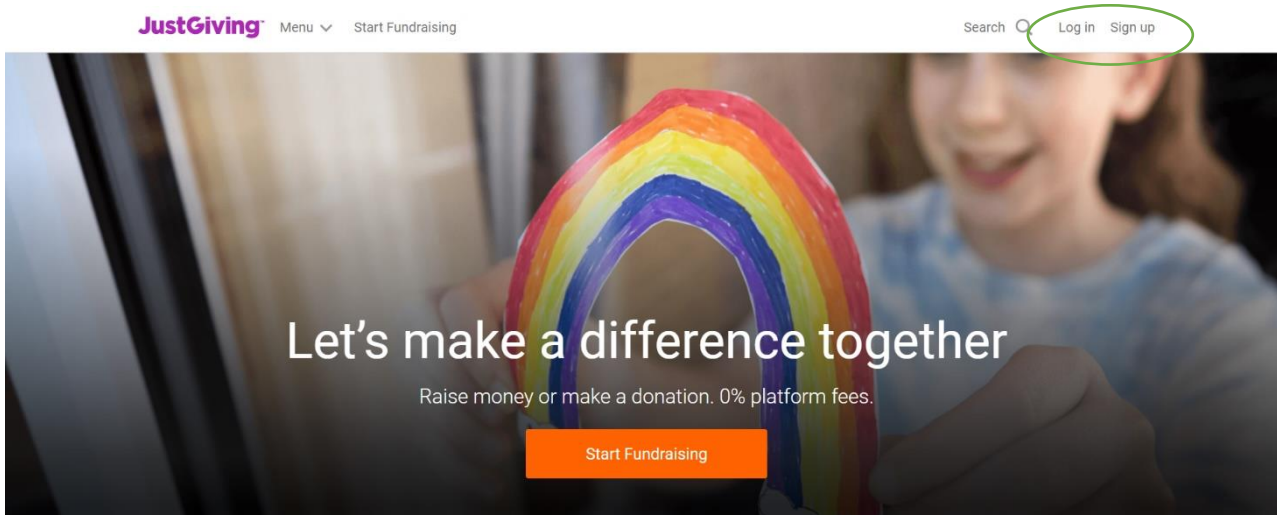 JustGiving Menu Start Fundraising Search Log in Sign up
Let's make a difference together
Raise money or make a donation. 0% platform fees.
Start Fundraising